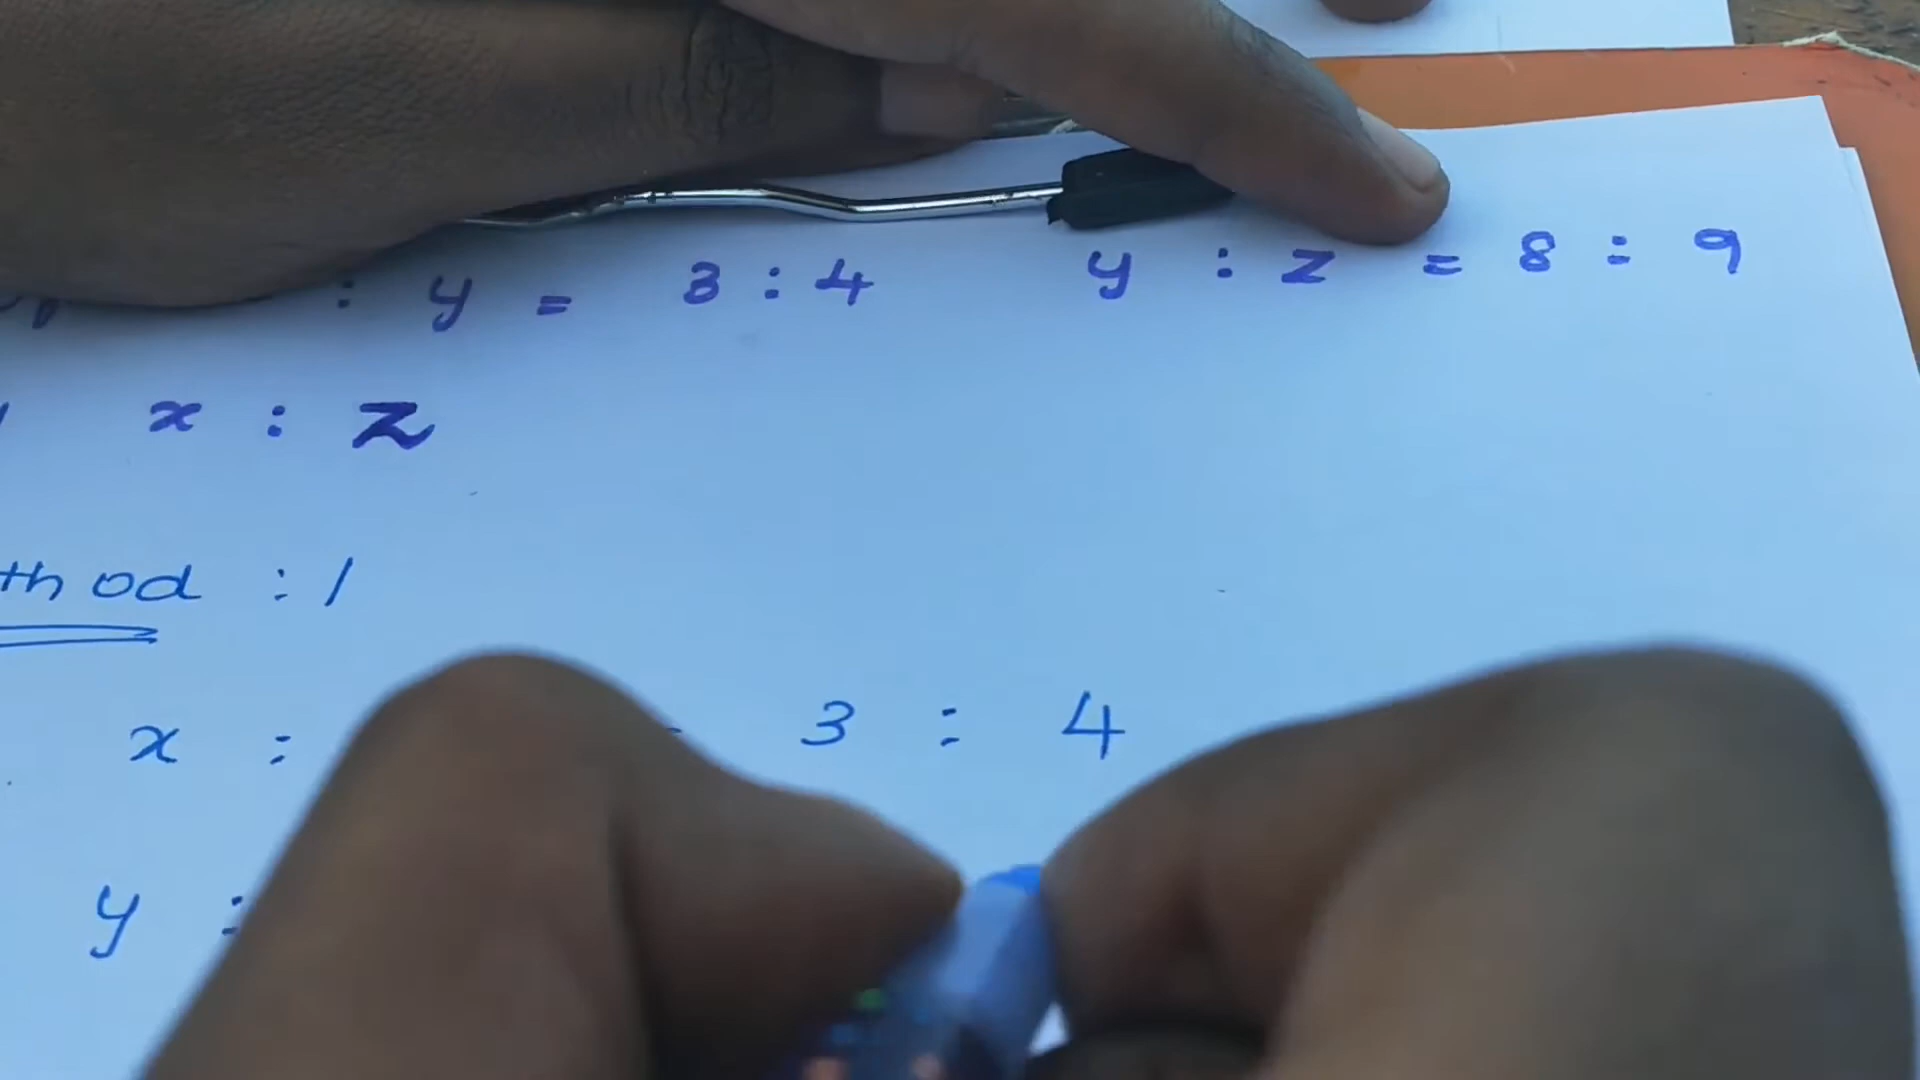 : y = 3 : 4 y : z = 8 : 9
x : z
thod : 1
x : 3 : 4
y :